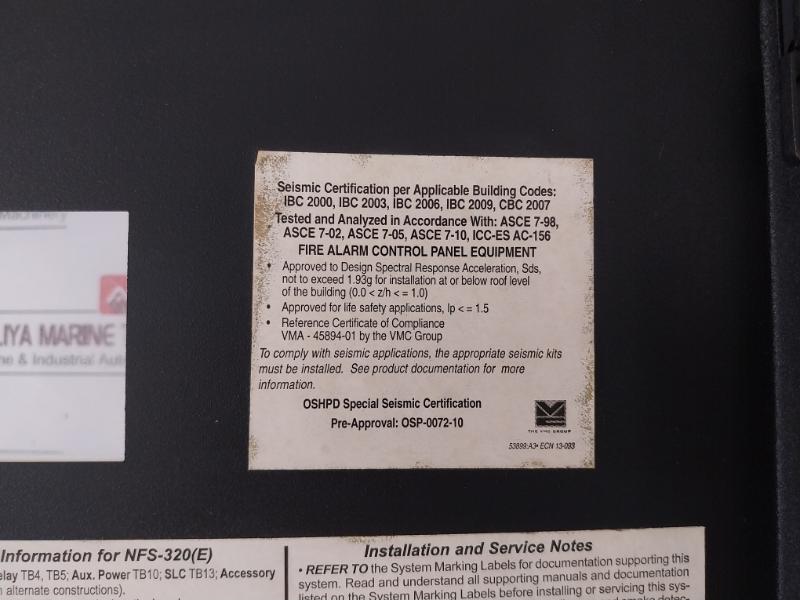 Machinery
LIYA MARINE
ne & Industrial Auto
Seismic Certification per Applicable Building Codes:
IBC 2000, IBC 2003, IBC 2006, IBC 2009, CBC 2007
Tested and Analyzed in Accordance With: ASCE 7-98,
ASCE 7-02, ASCE 7-05, ASCE 7-10, ICC-ES AC-156
FIRE ALARM CONTROL PANEL EQUIPMENT
• Approved to Design Spectral Response Acceleration, Sds,
not to exceed 1.93g for installation at or below roof level
of the building (0.0 < z/h < = 1.0)
• Approved for life safety applications, Ip < = 1.5
• Reference Certificate of Compliance
VMA - 45894-01 by the VMC Group
To comply with seismic applications, the appropriate seismic kits
must be installed. See product documentation for more
information.
OSHPD Special Seismic Certification
Pre-Approval: OSP-0072-10
THE VMC GROUP
53899:A3• ECN 13-093
Information for NFS-320(E)
elay TB4, TB5; Aux. Power TB10; SLC TB13; Accessory
n alternate constructions).
Installation and Service Notes
• REFER TO the System Marking Labels for documentation supporting this
system. Read and understand all supporting manuals and documentation
listed on the System Marking Labels before installing or servicing this sys-